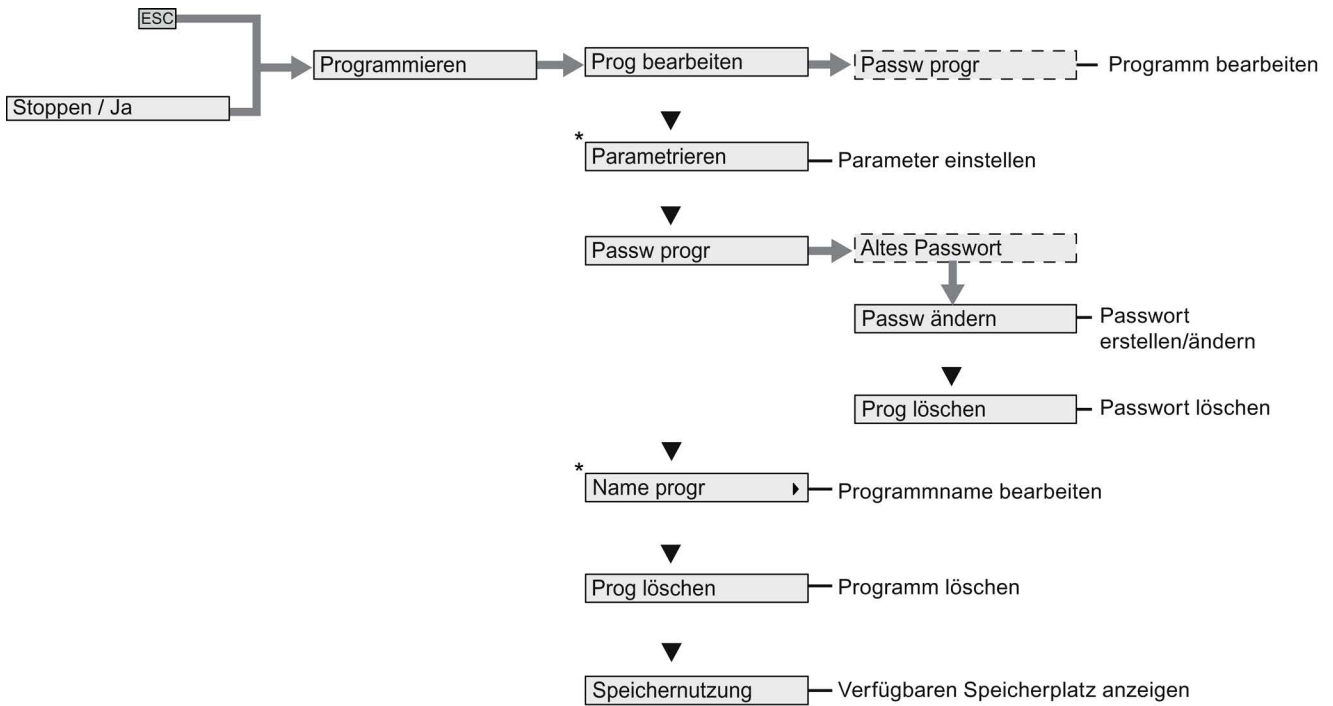 ESC
Stoppen / Ja
Programmieren
Prog bearbeiten
Passw progr
Programm bearbeiten
*
Parametrieren
Parameter einstellen
Passw progr
Altes Passwort
Passw ändern
Passwort
erstellen/ändern
Prog löschen
Passwort löschen
*
Name progr
Programmname bearbeiten
Prog löschen
Programm löschen
Speichernutzung
Verfügbaren Speicherplatz anzeigen